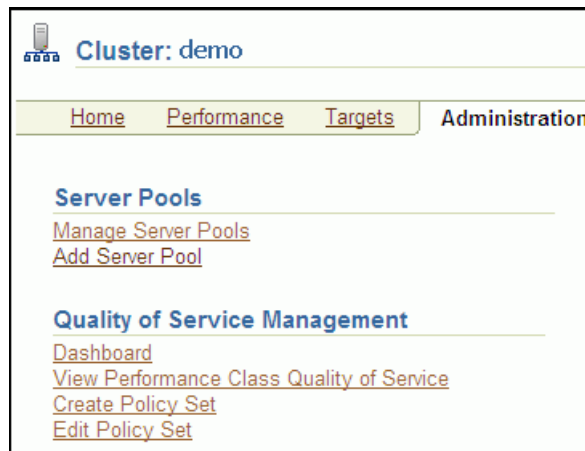 Cluster: demo
Home Performance Targets Administration
Server Pools
Manage Server Pools
Add Server Pool
Quality of Service Management
Dashboard
View Performance Class Quality of Service
Create Policy Set
Edit Policy Set